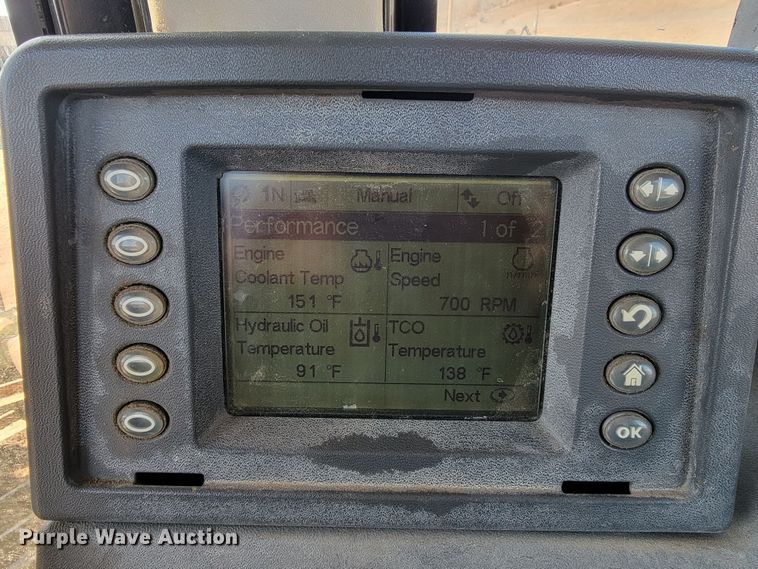 1N Manual Off
Performance 1 of 2
Engine Coolant Temp
151 °F
Engine Speed
700 RPM
Hydraulic Oil Temperature
91 °F
TCO Temperature
138 °F
Next
OK
Purple Wave Auction